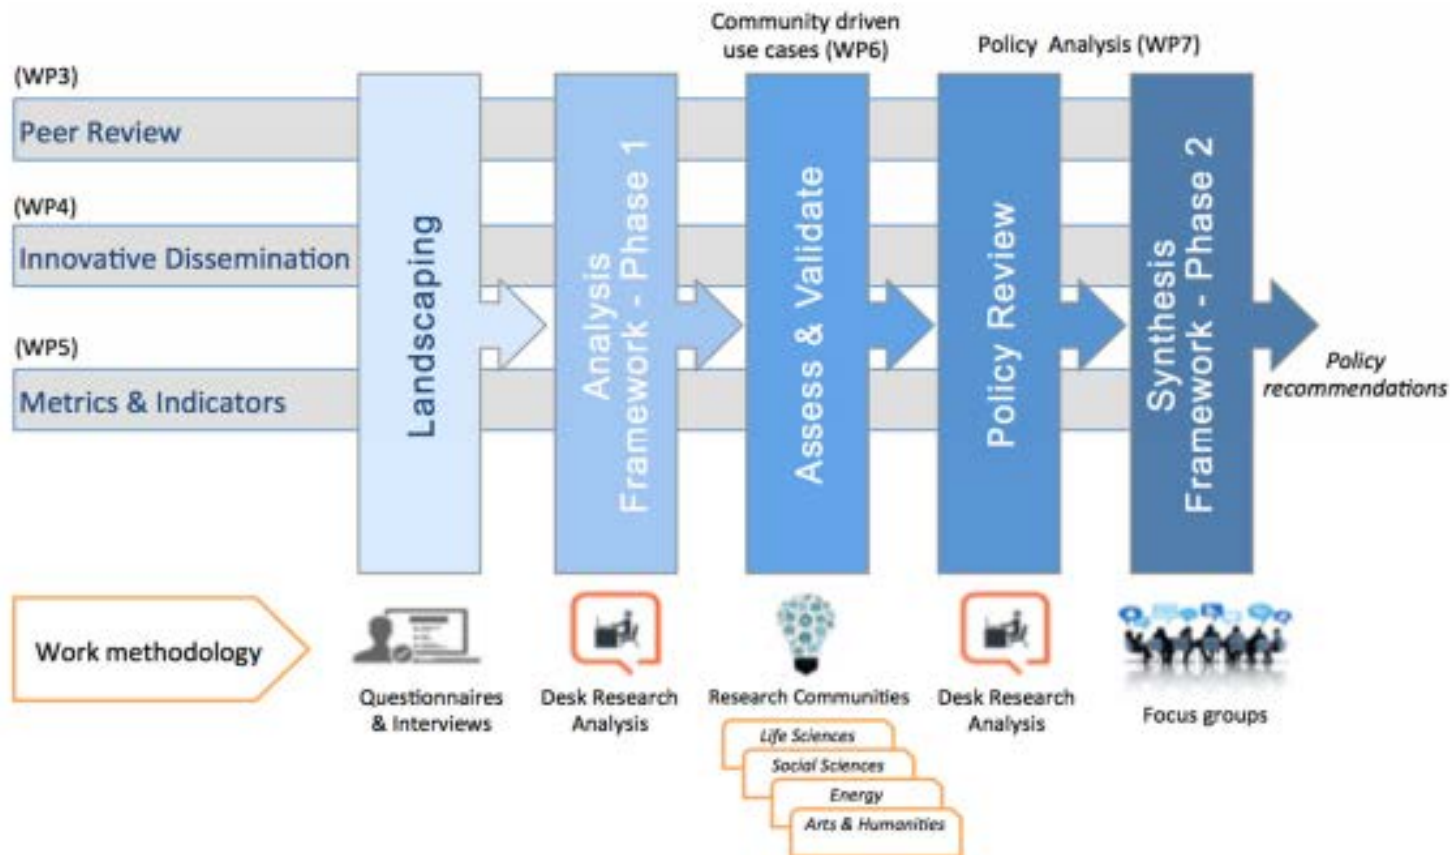 Community driven
use cases (WP6)
Policy Analysis (WP7)
(WP3)
Peer Review
(WP4)
Innovative Dissemination
(WP5)
Metrics & Indicators
Landscaping
Analysis
Framework - Phase 1
Assess & Validate
Policy Review
Synthesis
Framework - Phase 2
Policy
recommendations
Work methodology
Questionnaires
& Interviews
Desk Research
Analysis
Research Communities
Life Sciences
Social Sciences
Energy
Arts & Humanities
Desk Research
Analysis
Focus groups